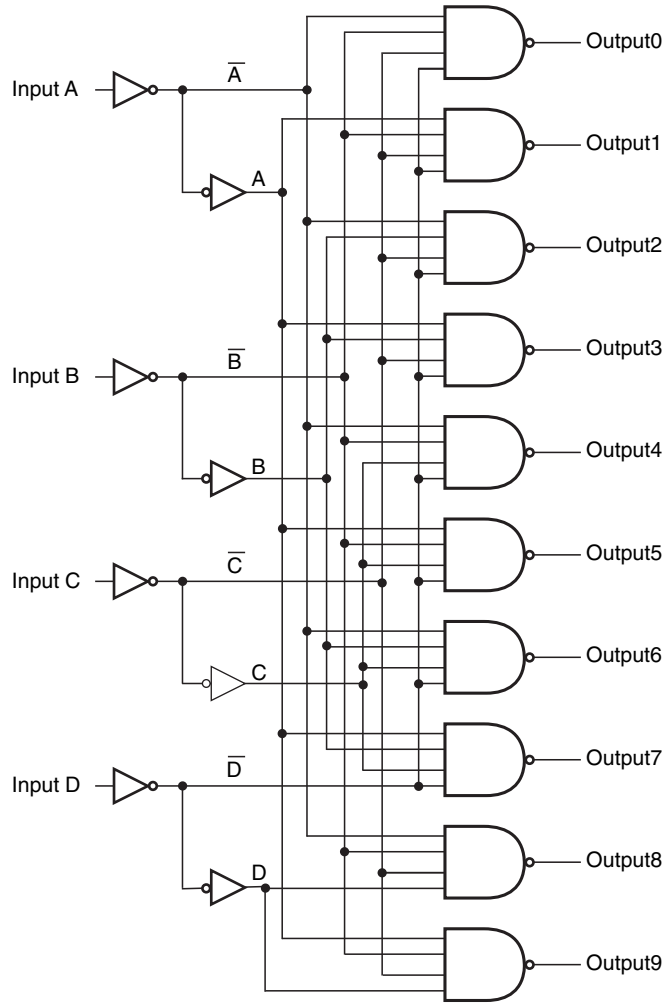 Output0
Input A
A̅
Output1
A
Output2
Output3
Input B
B̅
Output4
B
Output5
Input C
C̅
Output6
C
Output7
Input D
D̅
Output8
D
Output9